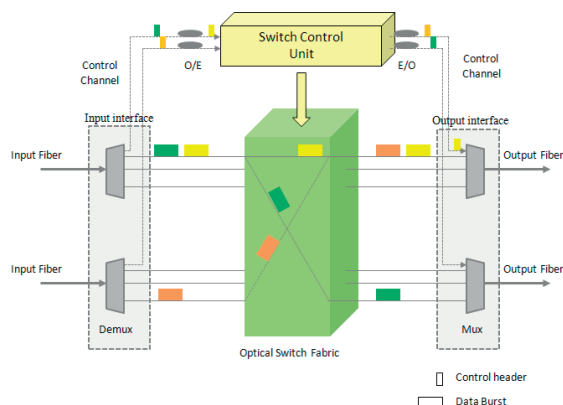 Switch Control
Unit
Control
Channel
O/E
E/O
Control
Channel
Input interface
Output interface
Input Fiber
Output Fiber
Input Fiber
Output Fiber
Demux
Mux
Optical Switch Fabric
Control header
Data Burst